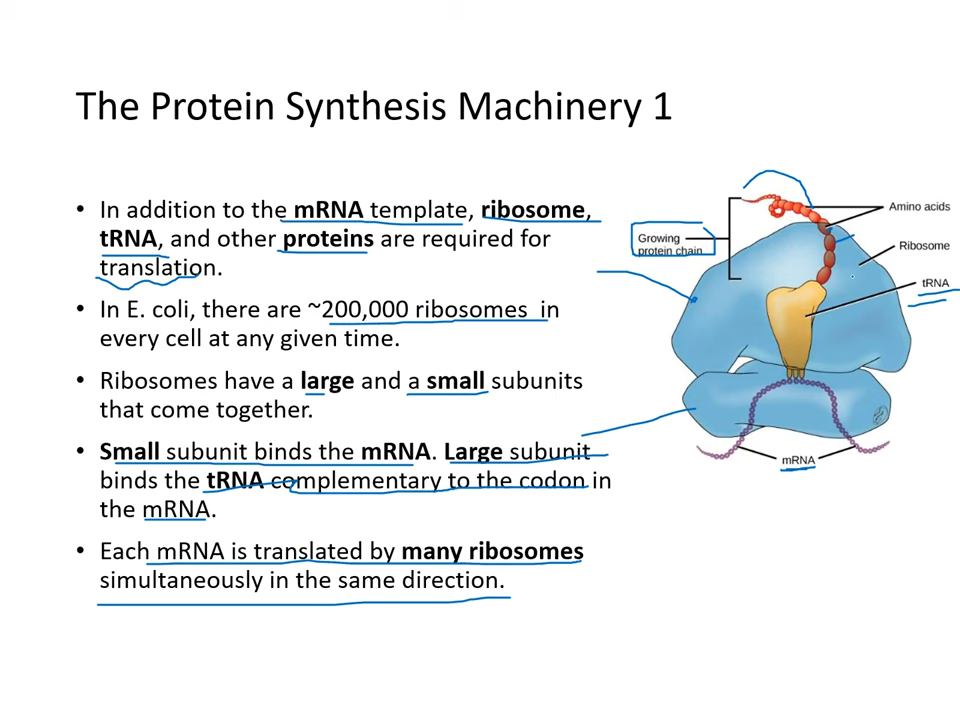 The Protein Synthesis Machinery 1
• In addition to the mRNA template, ribosome,
tRNA, and other proteins are required for
translation.
• In E. coli, there are ~200,000 ribosomes in
every cell at any given time.
• Ribosomes have a large and a small subunits
that come together.
• Small subunit binds the mRNA. Large subunit
binds the tRNA complementary to the codon in
the mRNA.
• Each mRNA is translated by many ribosomes
simultaneously in the same direction.
Amino acids
Growing
protein chain
Ribosome
tRNA
mRNA